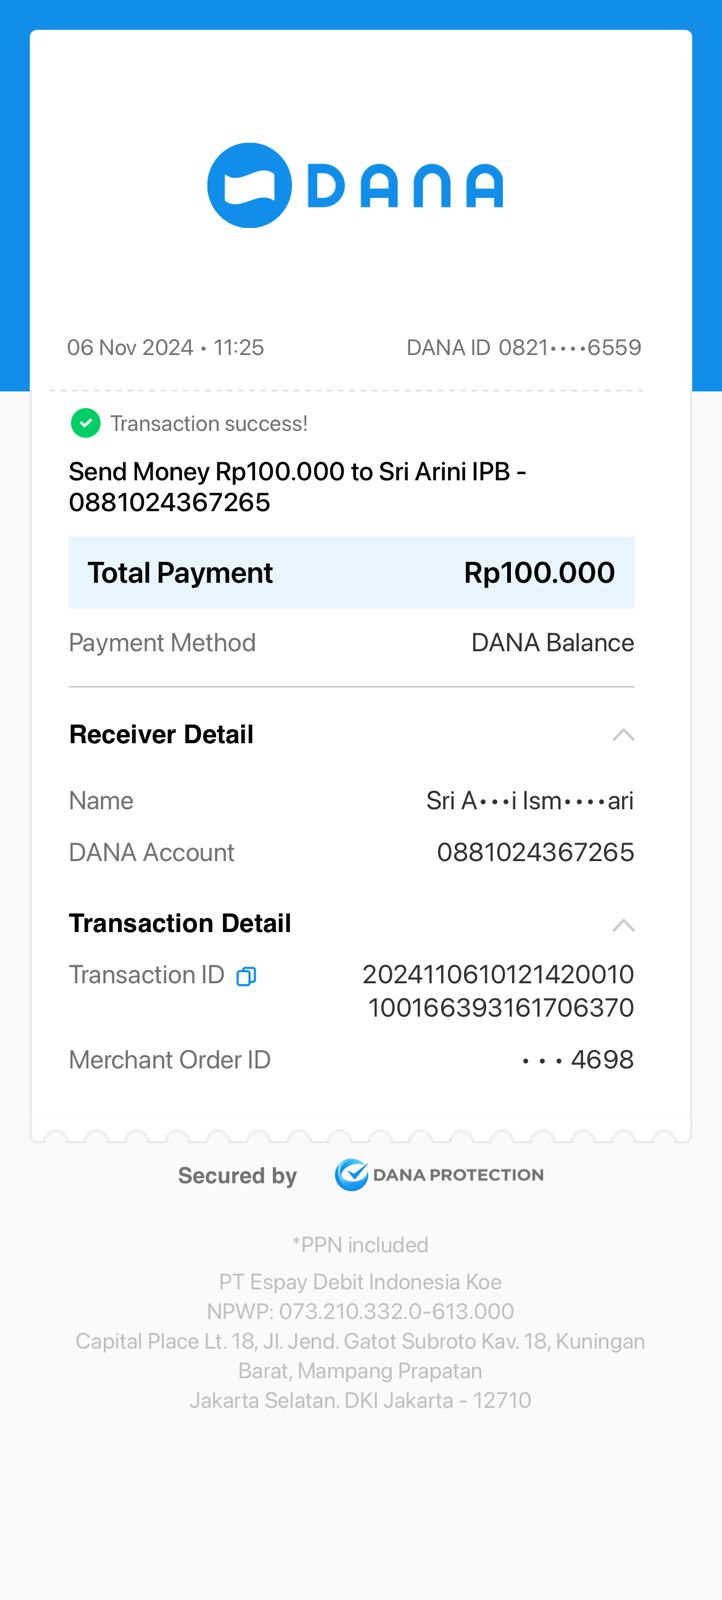 DANA
06 Nov 2024 • 11:25
DANA ID 0821••••6559
Transaction success!
Send Money Rp100.000 to Sri Arini IPB -
0881024367265
Total Payment Rp100.000
Payment Method DANA Balance
Receiver Detail
Name Sri A•••i Ism••••ari
DANA Account 0881024367265
Transaction Detail
Transaction ID 2024110610121420010
100166393161706370
Merchant Order ID • • • 4698
Secured by DANA PROTECTION
*PPN included
PT Espay Debit Indonesia Koe
NPWP: 073.210.332.0-613.000
Capital Place Lt. 18, Jl. Jend. Gatot Subroto Kav. 18, Kuningan
Barat, Mampang Prapatan
Jakarta Selatan. DKI Jakarta - 12710